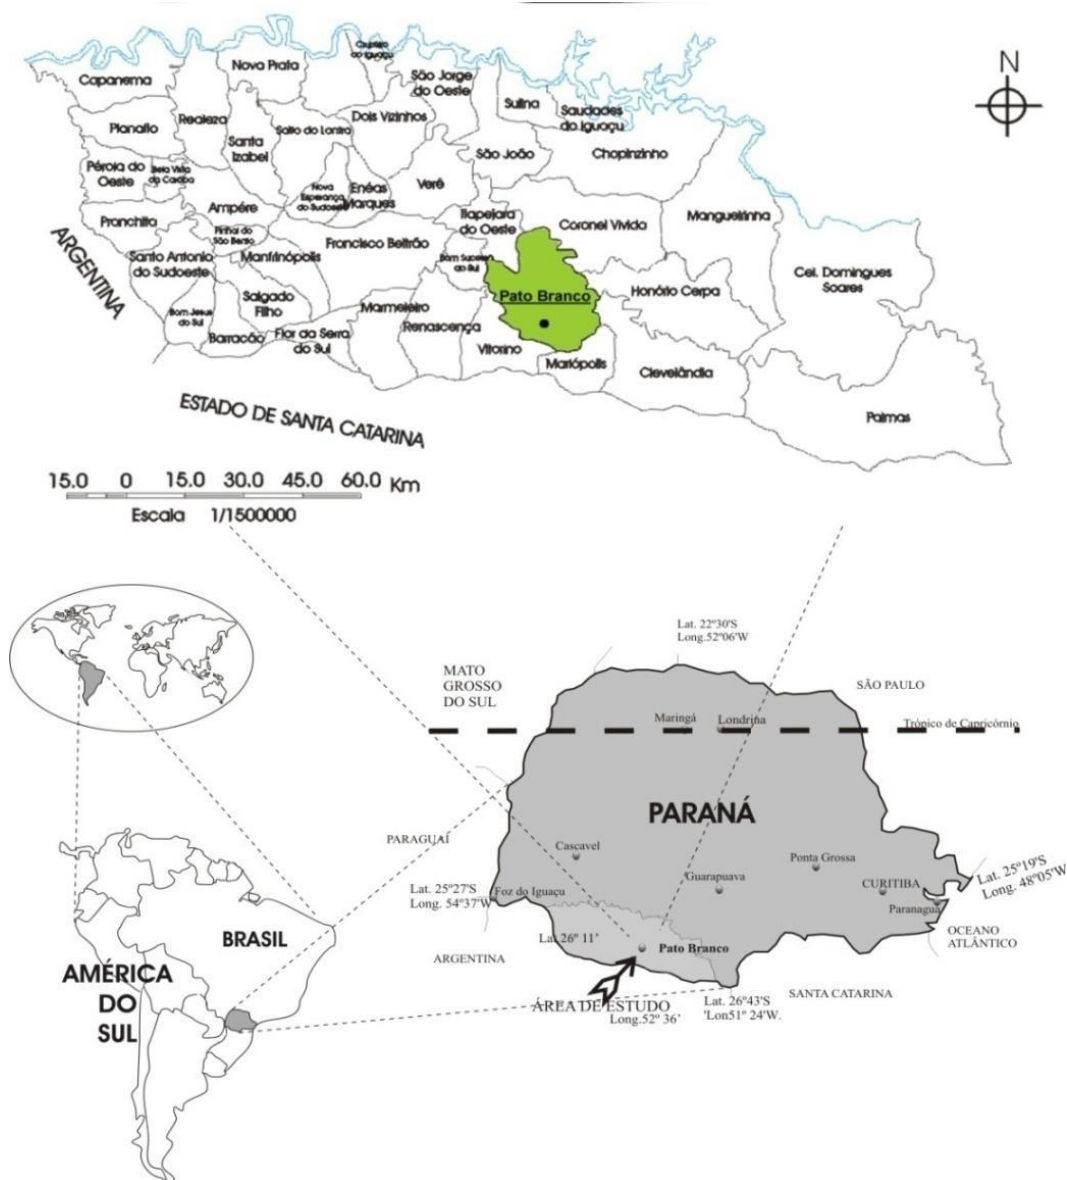 Cruzeiro
do Iguaçu
Nova Prata
Capanema
São Jorge
do Oeste
Sulina
Saudades
do Iguaçu
N
Planalto
Realeza
Santa
Izabel
Salto do Lontra
Dois Vizinhos
São João
Chopinzinho
Pérola do
Oeste
Bela Vista
da Caroba
Nova
Esperança
do Sudoeste
Enéas
Marques
Verê
Ampére
Pranchita
Pinhal do
São Bento
Itapejara
do Oeste
Coronel Vivida
Mangueirinha
ARGENTINA
Santo Antonio
do Sudoeste
Manfrinópolis
Francisco Beltrão
Bom Sucesso
do Sul
Cel. Domingues
Soares
Salgado
Filho
Pato Branco
Honório Cerpa
Bom Jesus
do Sul
Marmeleiro
Renascença
Barracão
Flor da Serra
do Sul
Vitorino
Mariópolis
Clevelândia
Palmas
ESTADO DE SANTA CATARINA
15.0 0 15.0 30.0 45.0 60.0 Km
Escala 1/1500000
Lat. 22º30'S
Long.52º06'W
MATO
GROSSO
DO SUL
SÃO PAULO
Maringá
Londrina
Trópico de Capricórnio
PARANÁ
PARAGUAÍ
Cascavel
Ponta Grossa
Guarapuava
CURITIBA
Lat. 25º19'S
Long. 48º05'W
Lat. 25º27'S
Long. 54º37'W
Foz do Iguaçu
Paranaguá
OCEANO
ATLÂNTICO
Lat.26º 11'
Pato Branco
ARGENTINA
BRASIL
AMÉRICA
DO
SUL
SANTA CATARINA
ÁREA DE ESTUDO
Long.52º 36'
Lat. 26º43'S
'Lon51º 24'W.